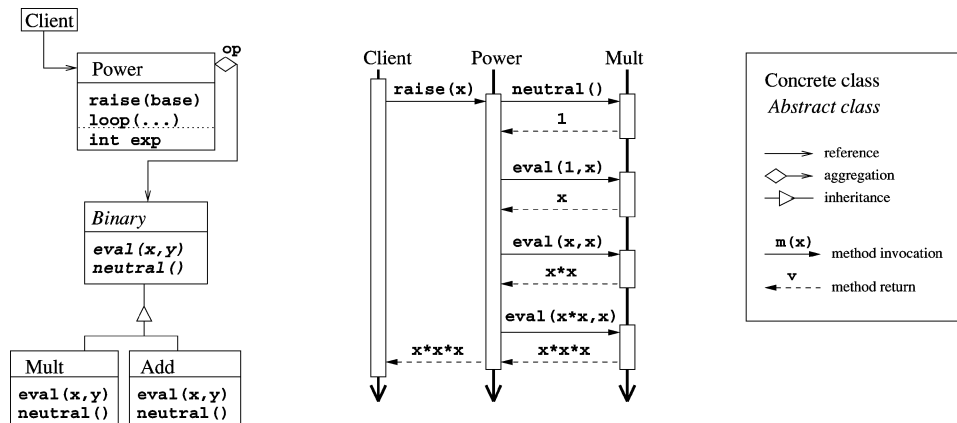 Client
op
Power
raise(base)
loop(...)
int exp
Binary
eval(x,y)
neutral()
Mult
eval(x,y)
neutral()
Add
eval(x,y)
neutral()
Client Power Mult
raise(x) neutral()
1
eval(1,x)
x
eval(x,x)
x*x
eval(x*x,x)
x*x*x x*x*x
Concrete class
Abstract class
reference
aggregation
inheritance
m(x)
method invocation
v
method return